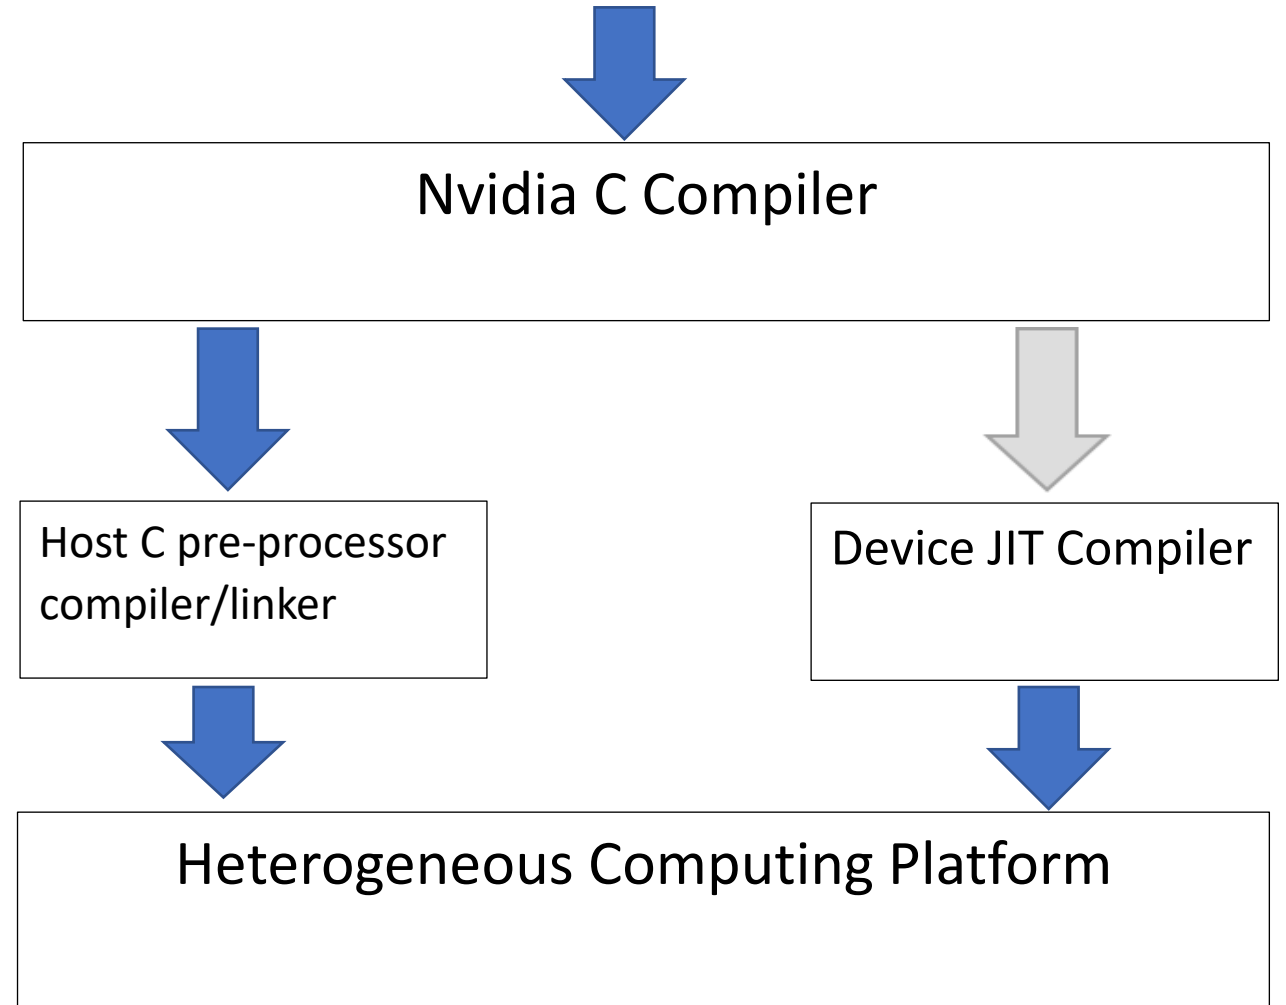 Nvidia C Compiler
Host C pre-processor
compiler/linker
Device JIT Compiler
Heterogeneous Computing Platform